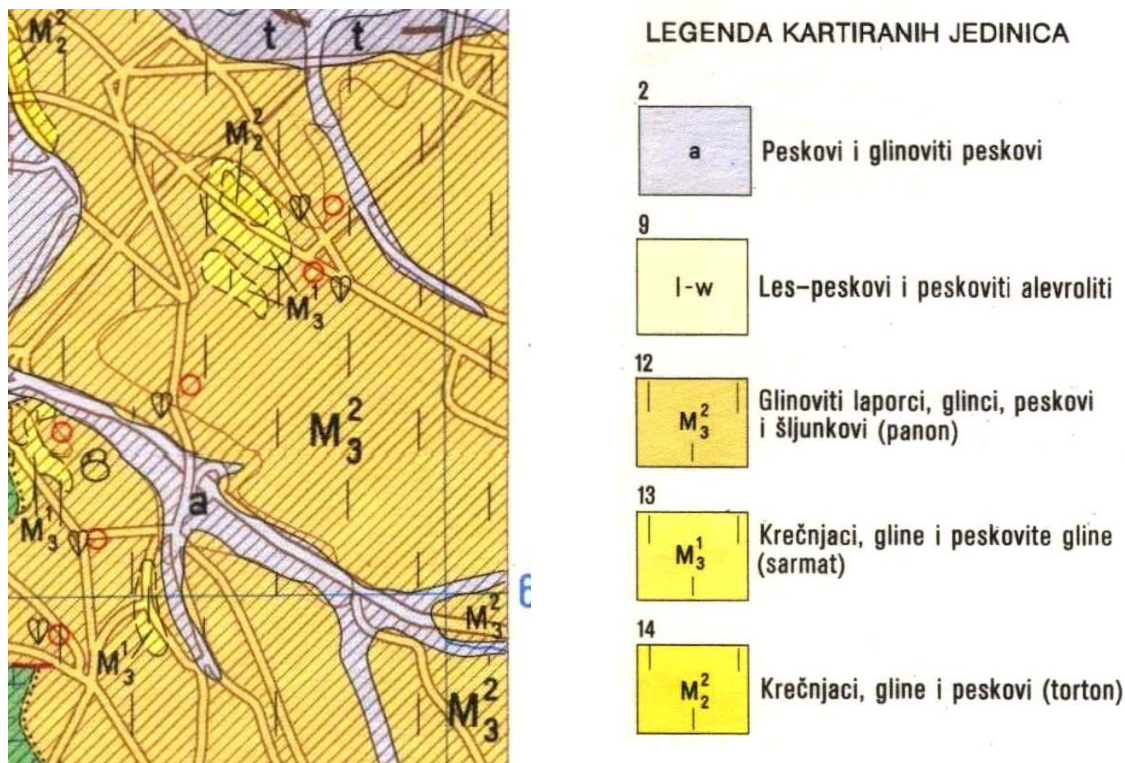 M₂²
t t
M₂²
M₃¹
M₃²
a
M₃¹
6
M₃²
M₃¹
M₃²
LEGENDA KARTIRANIH JEDINICA
2
a
Peskovi i glinoviti peskovi
9
l-w
Les-peskovi i peskoviti alevroliti
12
M₃²
Glinoviti laporci, glinci, peskovi
i šljunkovi (panon)
13
M₃¹
Krečnjaci, gline i peskovite gline
(sarmat)
14
M₂²
Krečnjaci, gline i peskovi (torton)